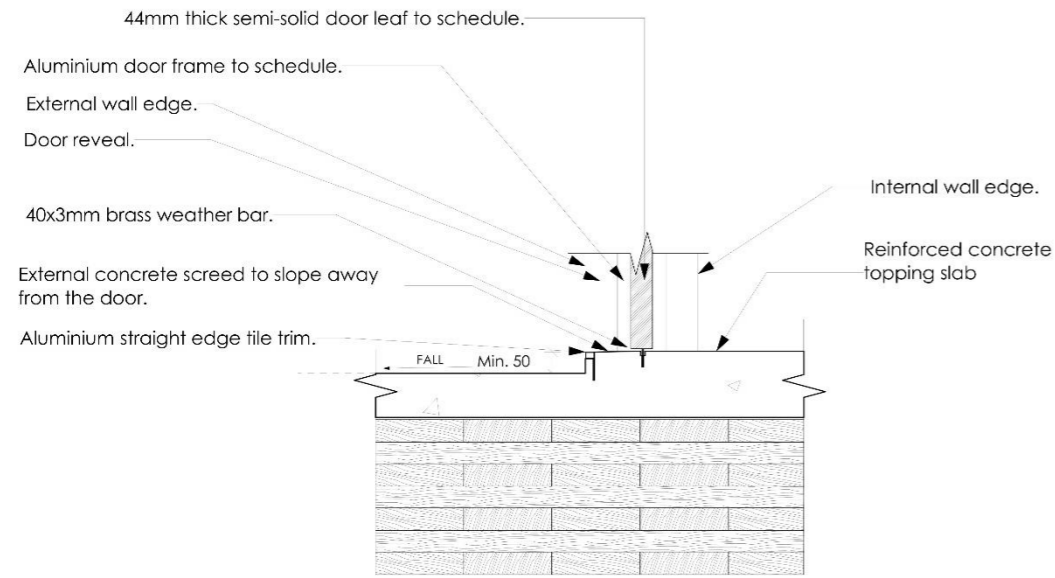 44mm thick semi-solid door leaf to schedule.
Aluminium door frame to schedule.
External wall edge.
Door reveal.
Internal wall edge.
40x3mm brass weather bar.
Reinforced concrete
topping slab
External concrete screed to slope away
from the door.
Aluminium straight edge tile trim.
FALL Min. 50